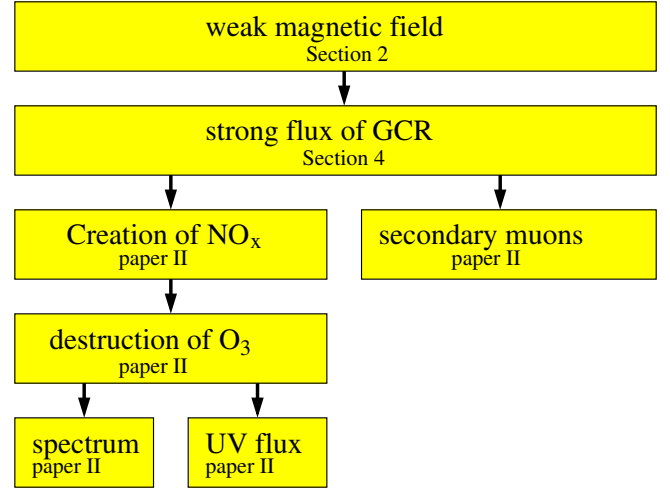 weak magnetic field
Section 2
strong flux of GCR
Section 4
Creation of NOₓ
paper II
secondary muons
paper II
destruction of O₃
paper II
spectrum
paper II
UV flux
paper II